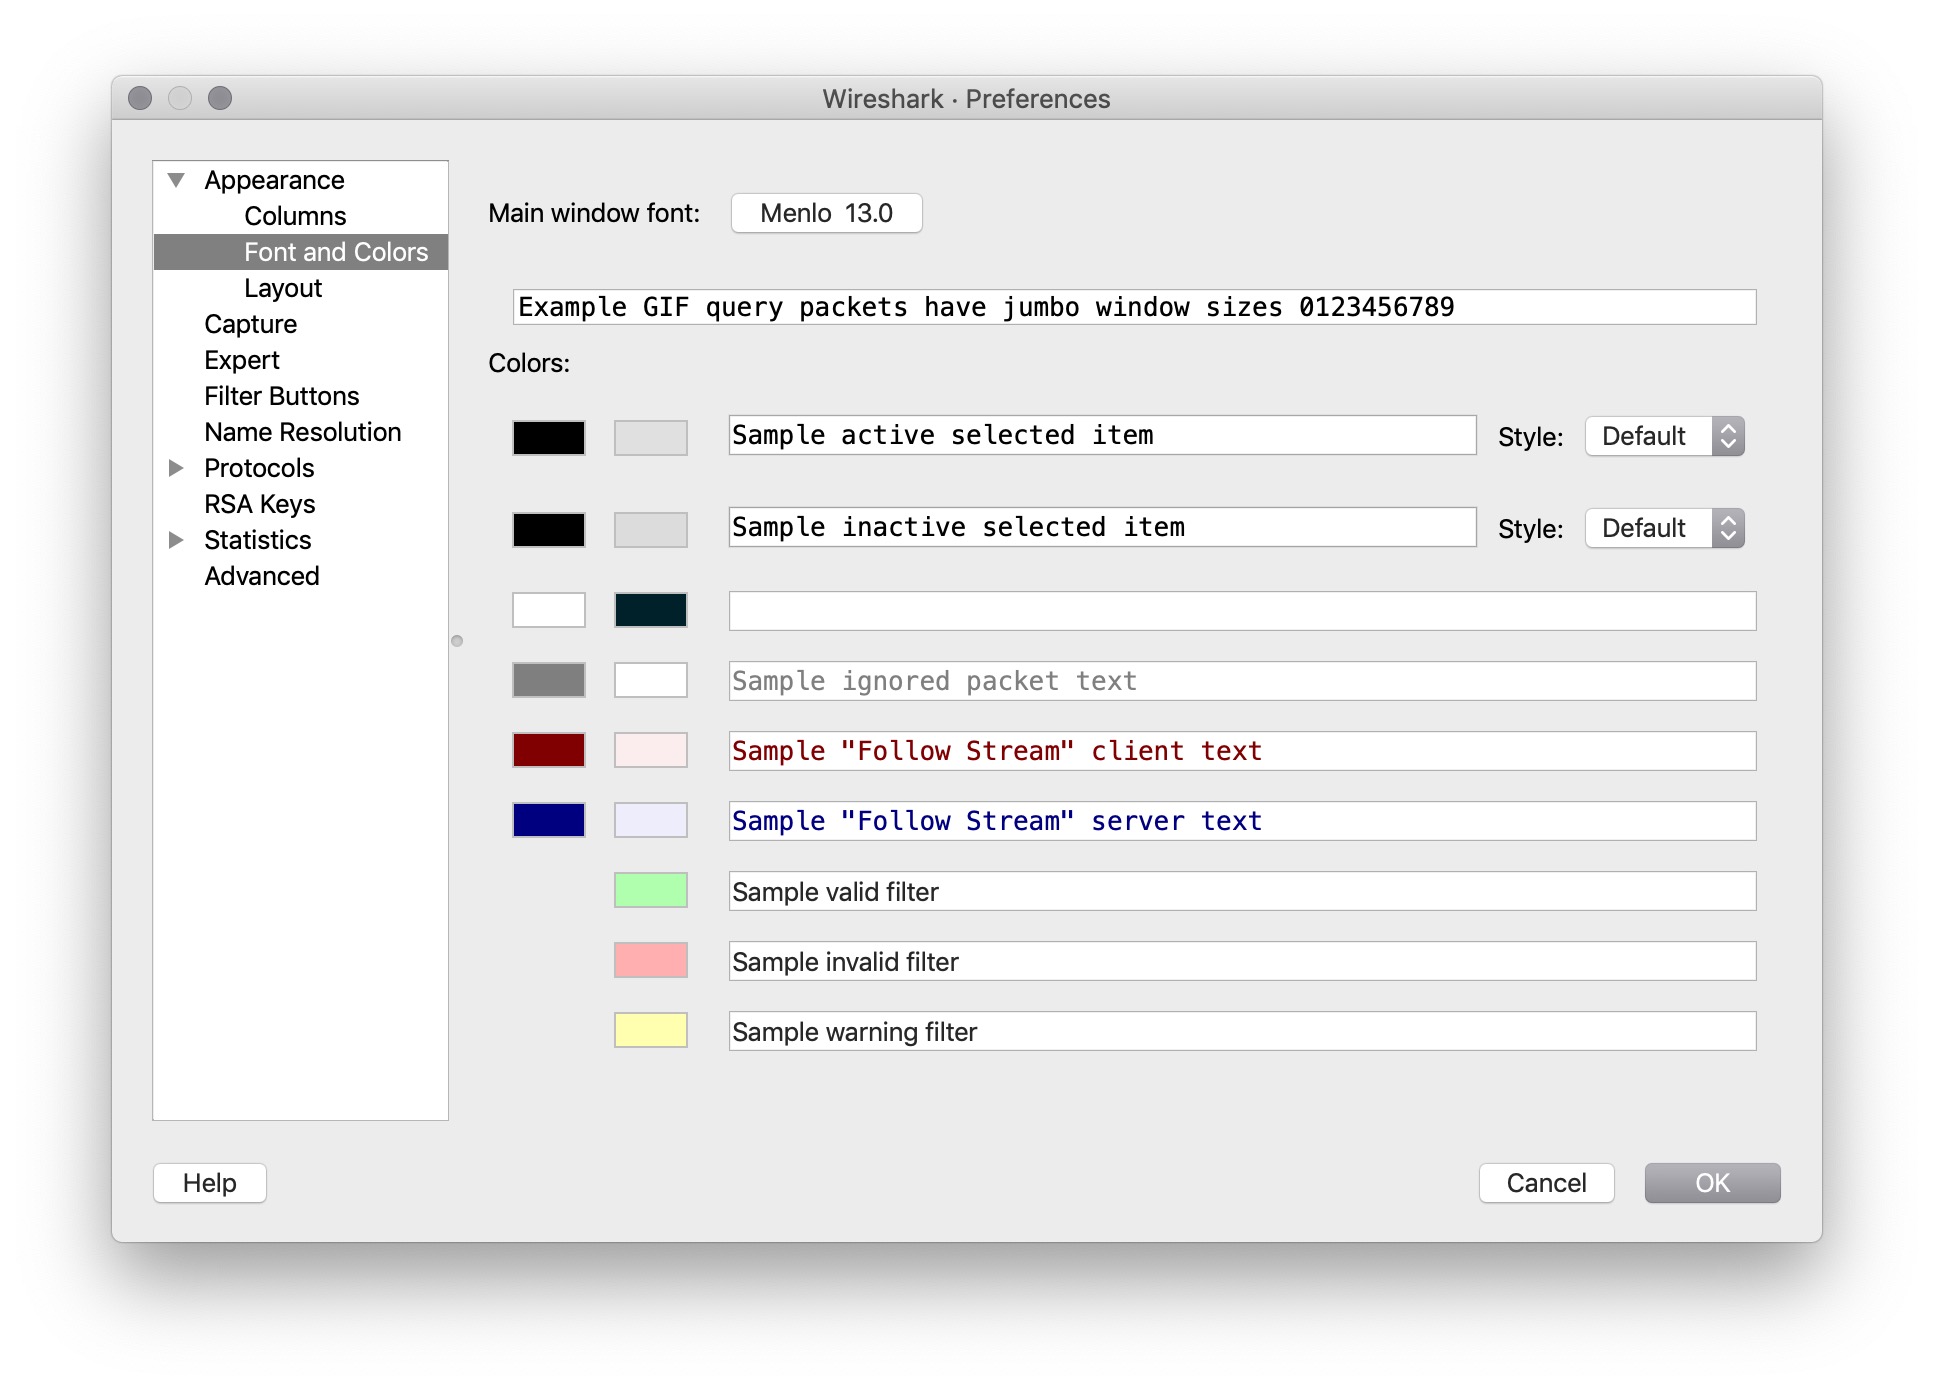 Wireshark · Preferences
Appearance
Columns
Font and Colors
Layout
Capture
Expert
Filter Buttons
Name Resolution
Protocols
RSA Keys
Statistics
Advanced
Main window font: Menlo 13.0
Example GIF query packets have jumbo window sizes 0123456789
Colors:
Sample active selected item Style: Default
Sample inactive selected item Style: Default
Sample ignored packet text
Sample "Follow Stream" client text
Sample "Follow Stream" server text
Sample valid filter
Sample invalid filter
Sample warning filter
Help Cancel OK